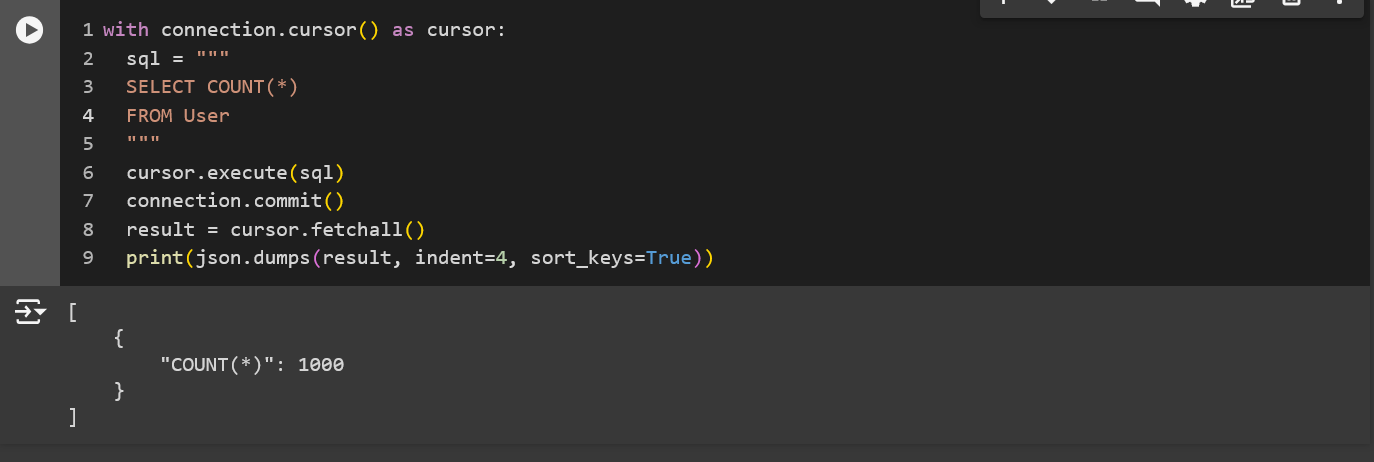 1 with connection.cursor() as cursor:
2   sql = """
3   SELECT COUNT(*)
4   FROM User
5   """
6   cursor.execute(sql)
7   connection.commit()
8   result = cursor.fetchall()
9   print(json.dumps(result, indent=4, sort_keys=True))
[
    {
        "COUNT(*)": 1000
    }
]